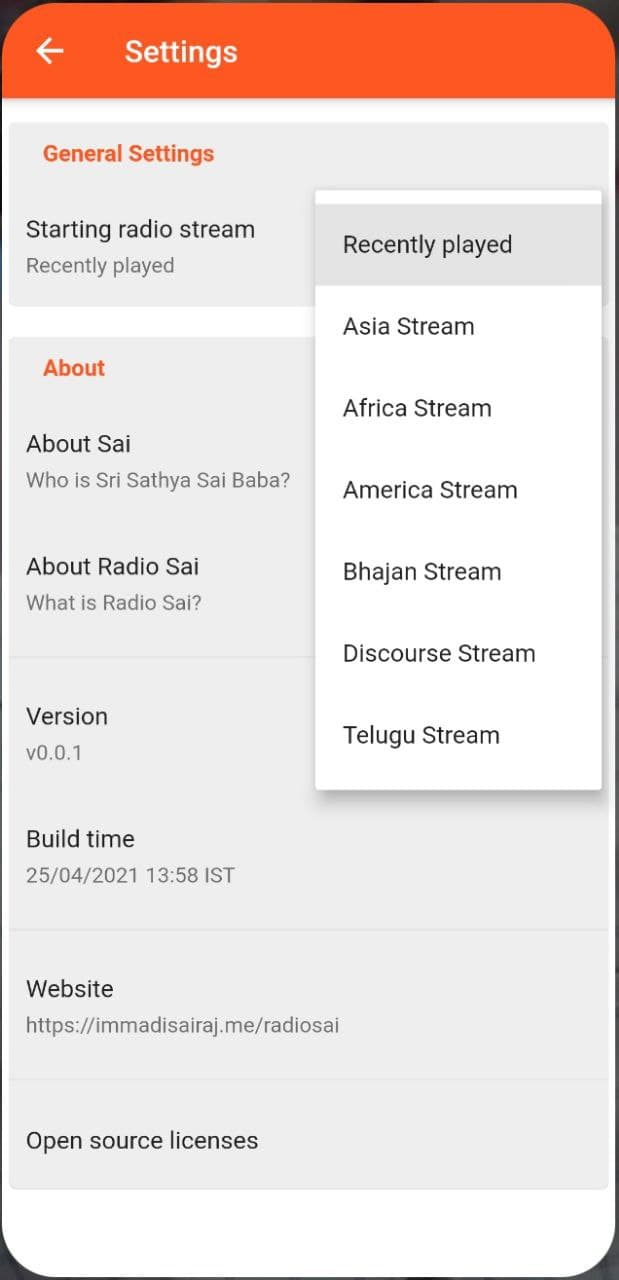 Settings
General Settings
Starting radio stream
Recently played
Recently played
Asia Stream
Africa Stream
America Stream
Bhajan Stream
Discourse Stream
Telugu Stream
About
About Sai
Who is Sri Sathya Sai Baba?
About Radio Sai
What is Radio Sai?
Version
v0.0.1
Build time
25/04/2021 13:58 IST
Website
https://immadisairaj.me/radiosai
Open source licenses